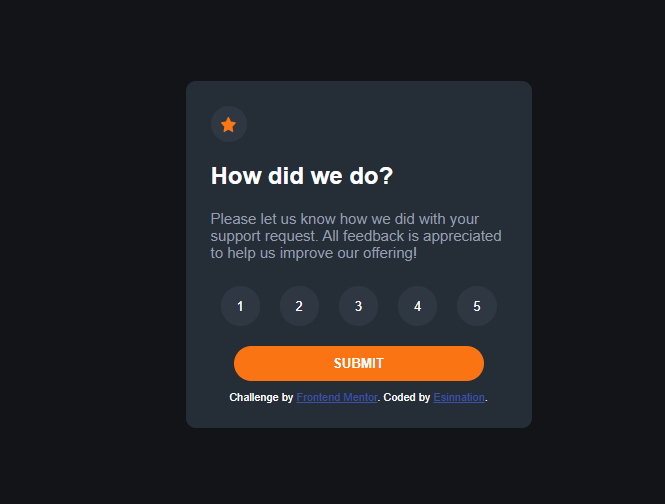 How did we do?
Please let us know how we did with your
support request. All feedback is appreciated
to help us improve our offering!
1 2 3 4 5
SUBMIT
Challenge by Frontend Mentor. Coded by Esinnation.